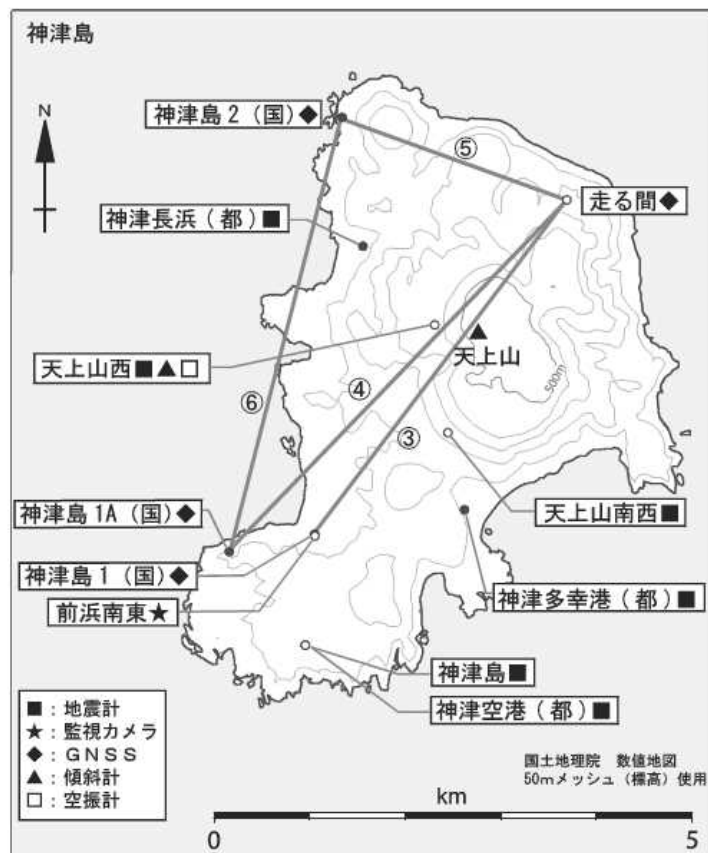 神津島
N
神津島2(国)◆
⑤
走る間◆
神津長浜(都)■
天上山西■▲□
天上山
500m
④
⑥
③
神津島1A(国)◆
天上山南西■
神津島1(国)◆
前浜南東★
神津多幸港(都)■
神津島■
神津空港(都)■
■:地震計
★:監視カメラ
◆:GNSS
▲:傾斜計
□:空振計
国土地理院 数値地図
50mメッシュ(標高)使用
km
0 5